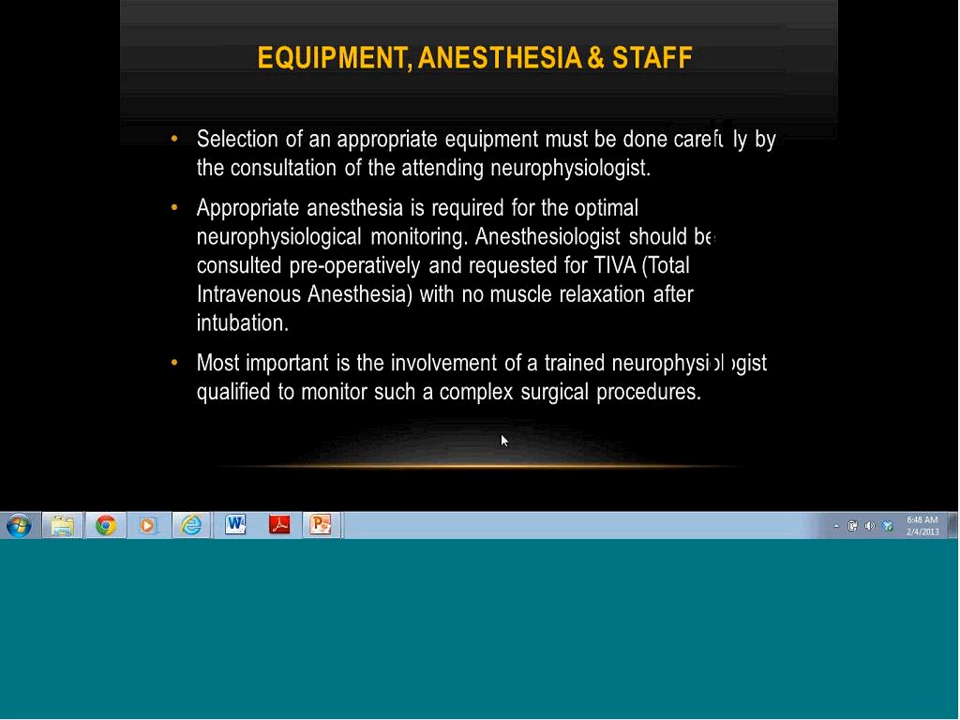 EQUIPMENT, ANESTHESIA & STAFF
• Selection of an appropriate equipment must be done carefully by
the consultation of the attending neurophysiologist.
• Appropriate anesthesia is required for the optimal
neurophysiological monitoring. Anesthesiologist should be
consulted pre-operatively and requested for TIVA (Total
Intravenous Anesthesia) with no muscle relaxation after
intubation.
• Most important is the involvement of a trained neurophysiologist
qualified to monitor such a complex surgical procedures.
6:48 AM
2/4/2013